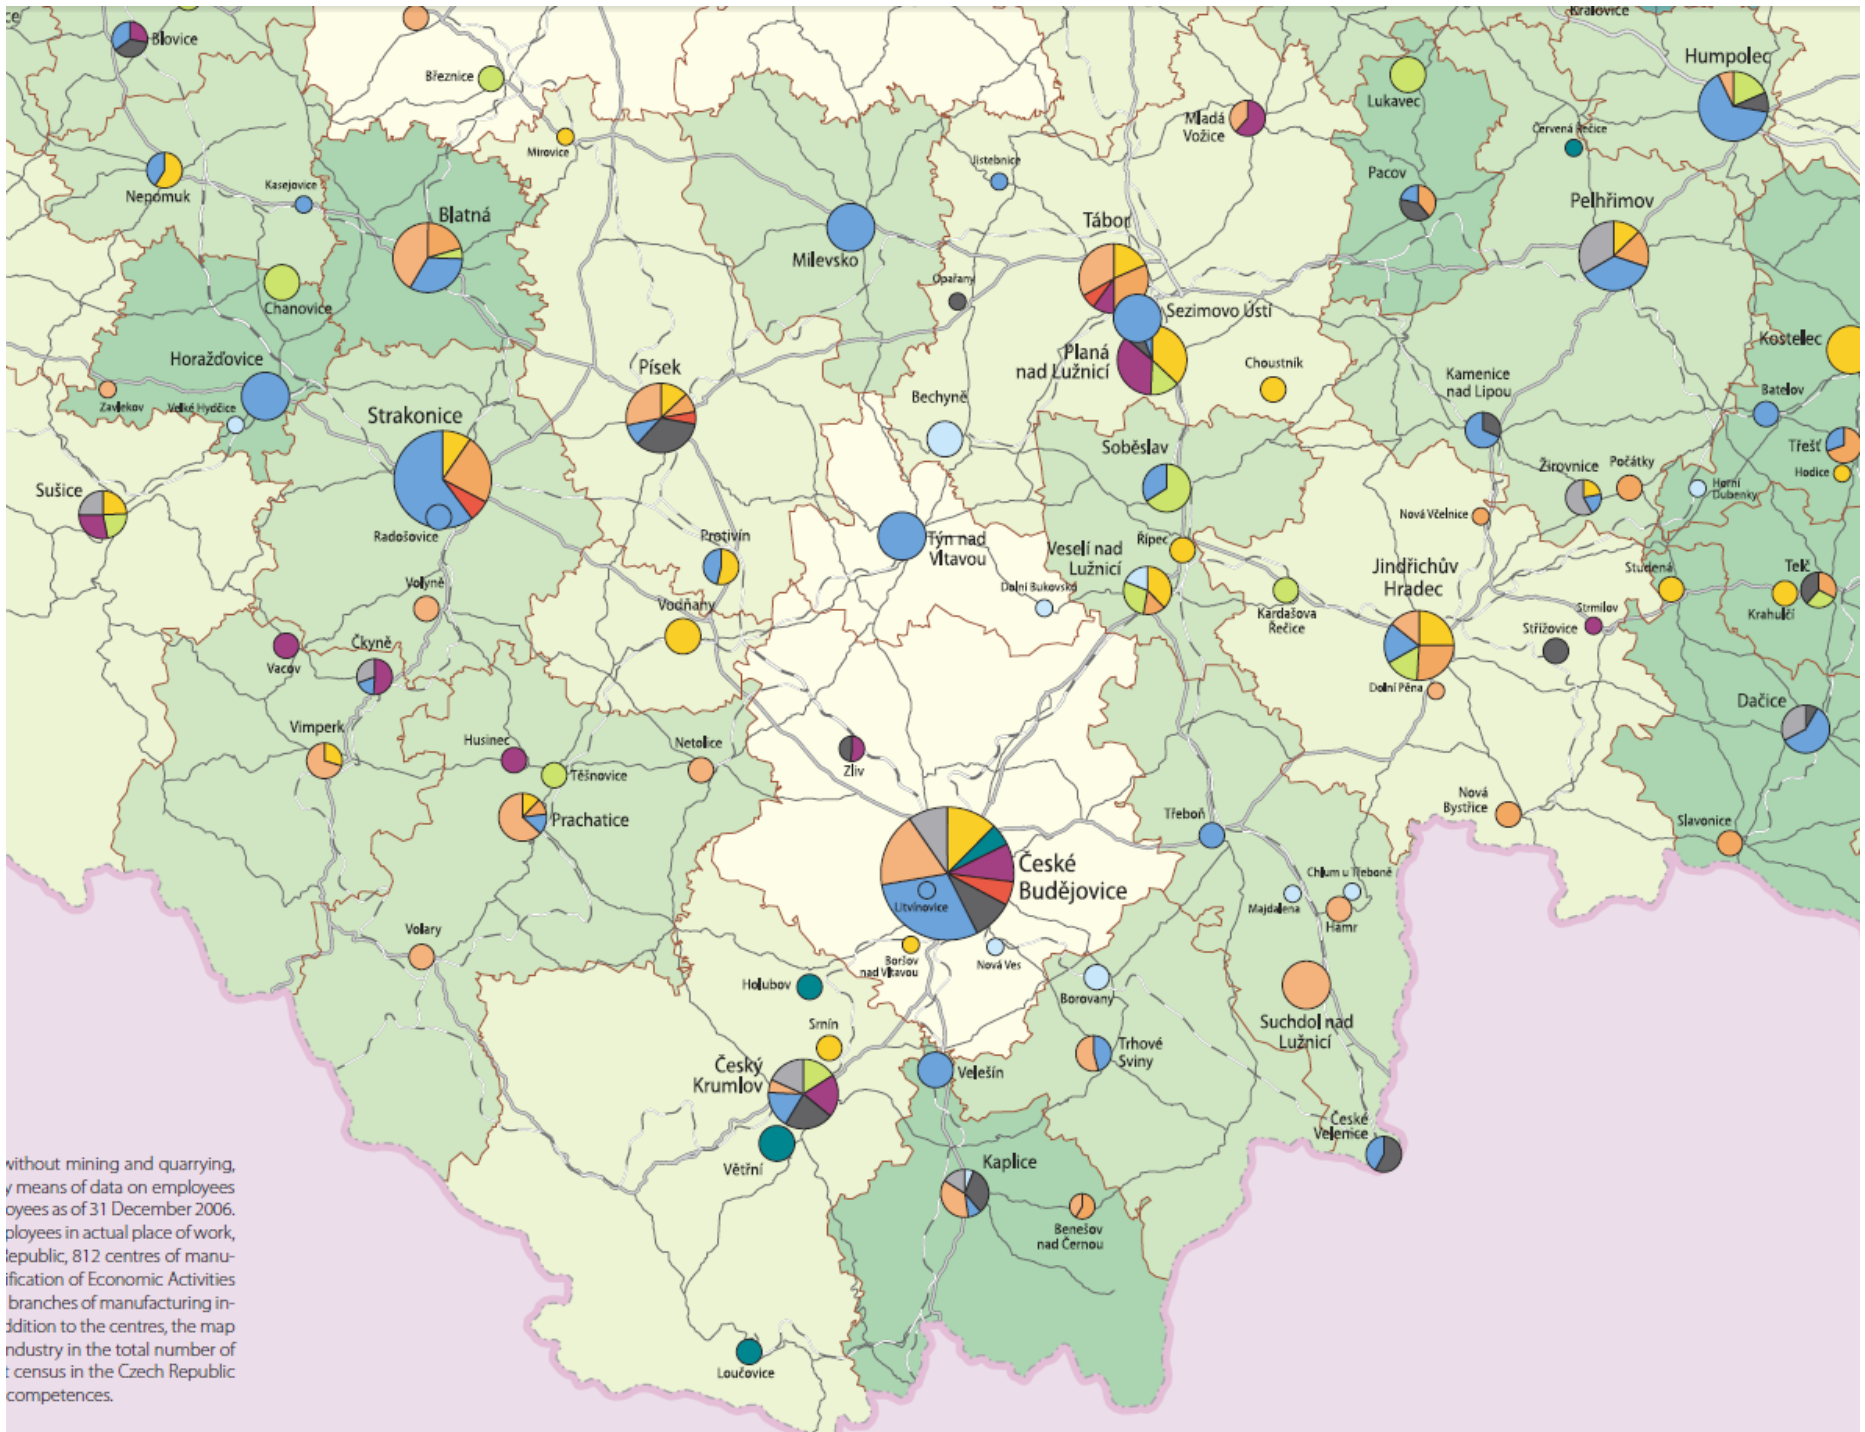 Kralovice
Blovice
Humpolec
Březnice
Lukavec
Mladá
Vožice
Červená Řečice
Mirovice
Jistebnice
Pacov
Kasejovice
Nepomuk
Pelhřimov
Blatná
Tábor
Milevsko
Opařany
Chanovice
Sezimovo Ústí
Kostelec
Horažďovice
Planá
nad Lužnicí
Písek
Choustník
Kamenice
nad Lipou
Batelov
Zavlekov
Velké Hydčice
Bechyně
Strakonice
Soběslav
Třešť
Žirovnice
Počátky
Hodice
Sušice
Horní
Dubenky
Nová Včelnice
Radošovice
Protivín
Týn nad
Vltavou
Veselí nad
Lužnicí
Řípec
Jindřichův
Hradec
Studená
Telč
Volyně
Dolní Bukovsko
Vodňany
Kardašova
Řečice
Strmilov
Krahulčí
Střížovice
Čkyně
Vacov
Dolní Pěna
Dačice
Vimperk
Husinec
Netolice
Zliv
Těšnovice
Nová
Bystřice
Prachatice
Třeboň
Slavonice
České
Budějovice
Chlum u Třeboně
Litvínovice
Majdalena
Hamr
Volary
Boršov
nad Vltavou
Nová Ves
Holubov
Borovany
Srnín
Suchdol nad
Lužnicí
Trhové
Sviny
Český
Krumlov
Velešín
České
Velenice
Větřní
Kaplice
Benešov
nad Černou
Loučovice
without mining and quarrying,
y means of data on employees
oyees as of 31 December 2006.
ployees in actual place of work,
Republic, 812 centres of manu-
ification of Economic Activities
branches of manufacturing in-
ddition to the centres, the map
ndustry in the total number of
t census in the Czech Republic
competences.